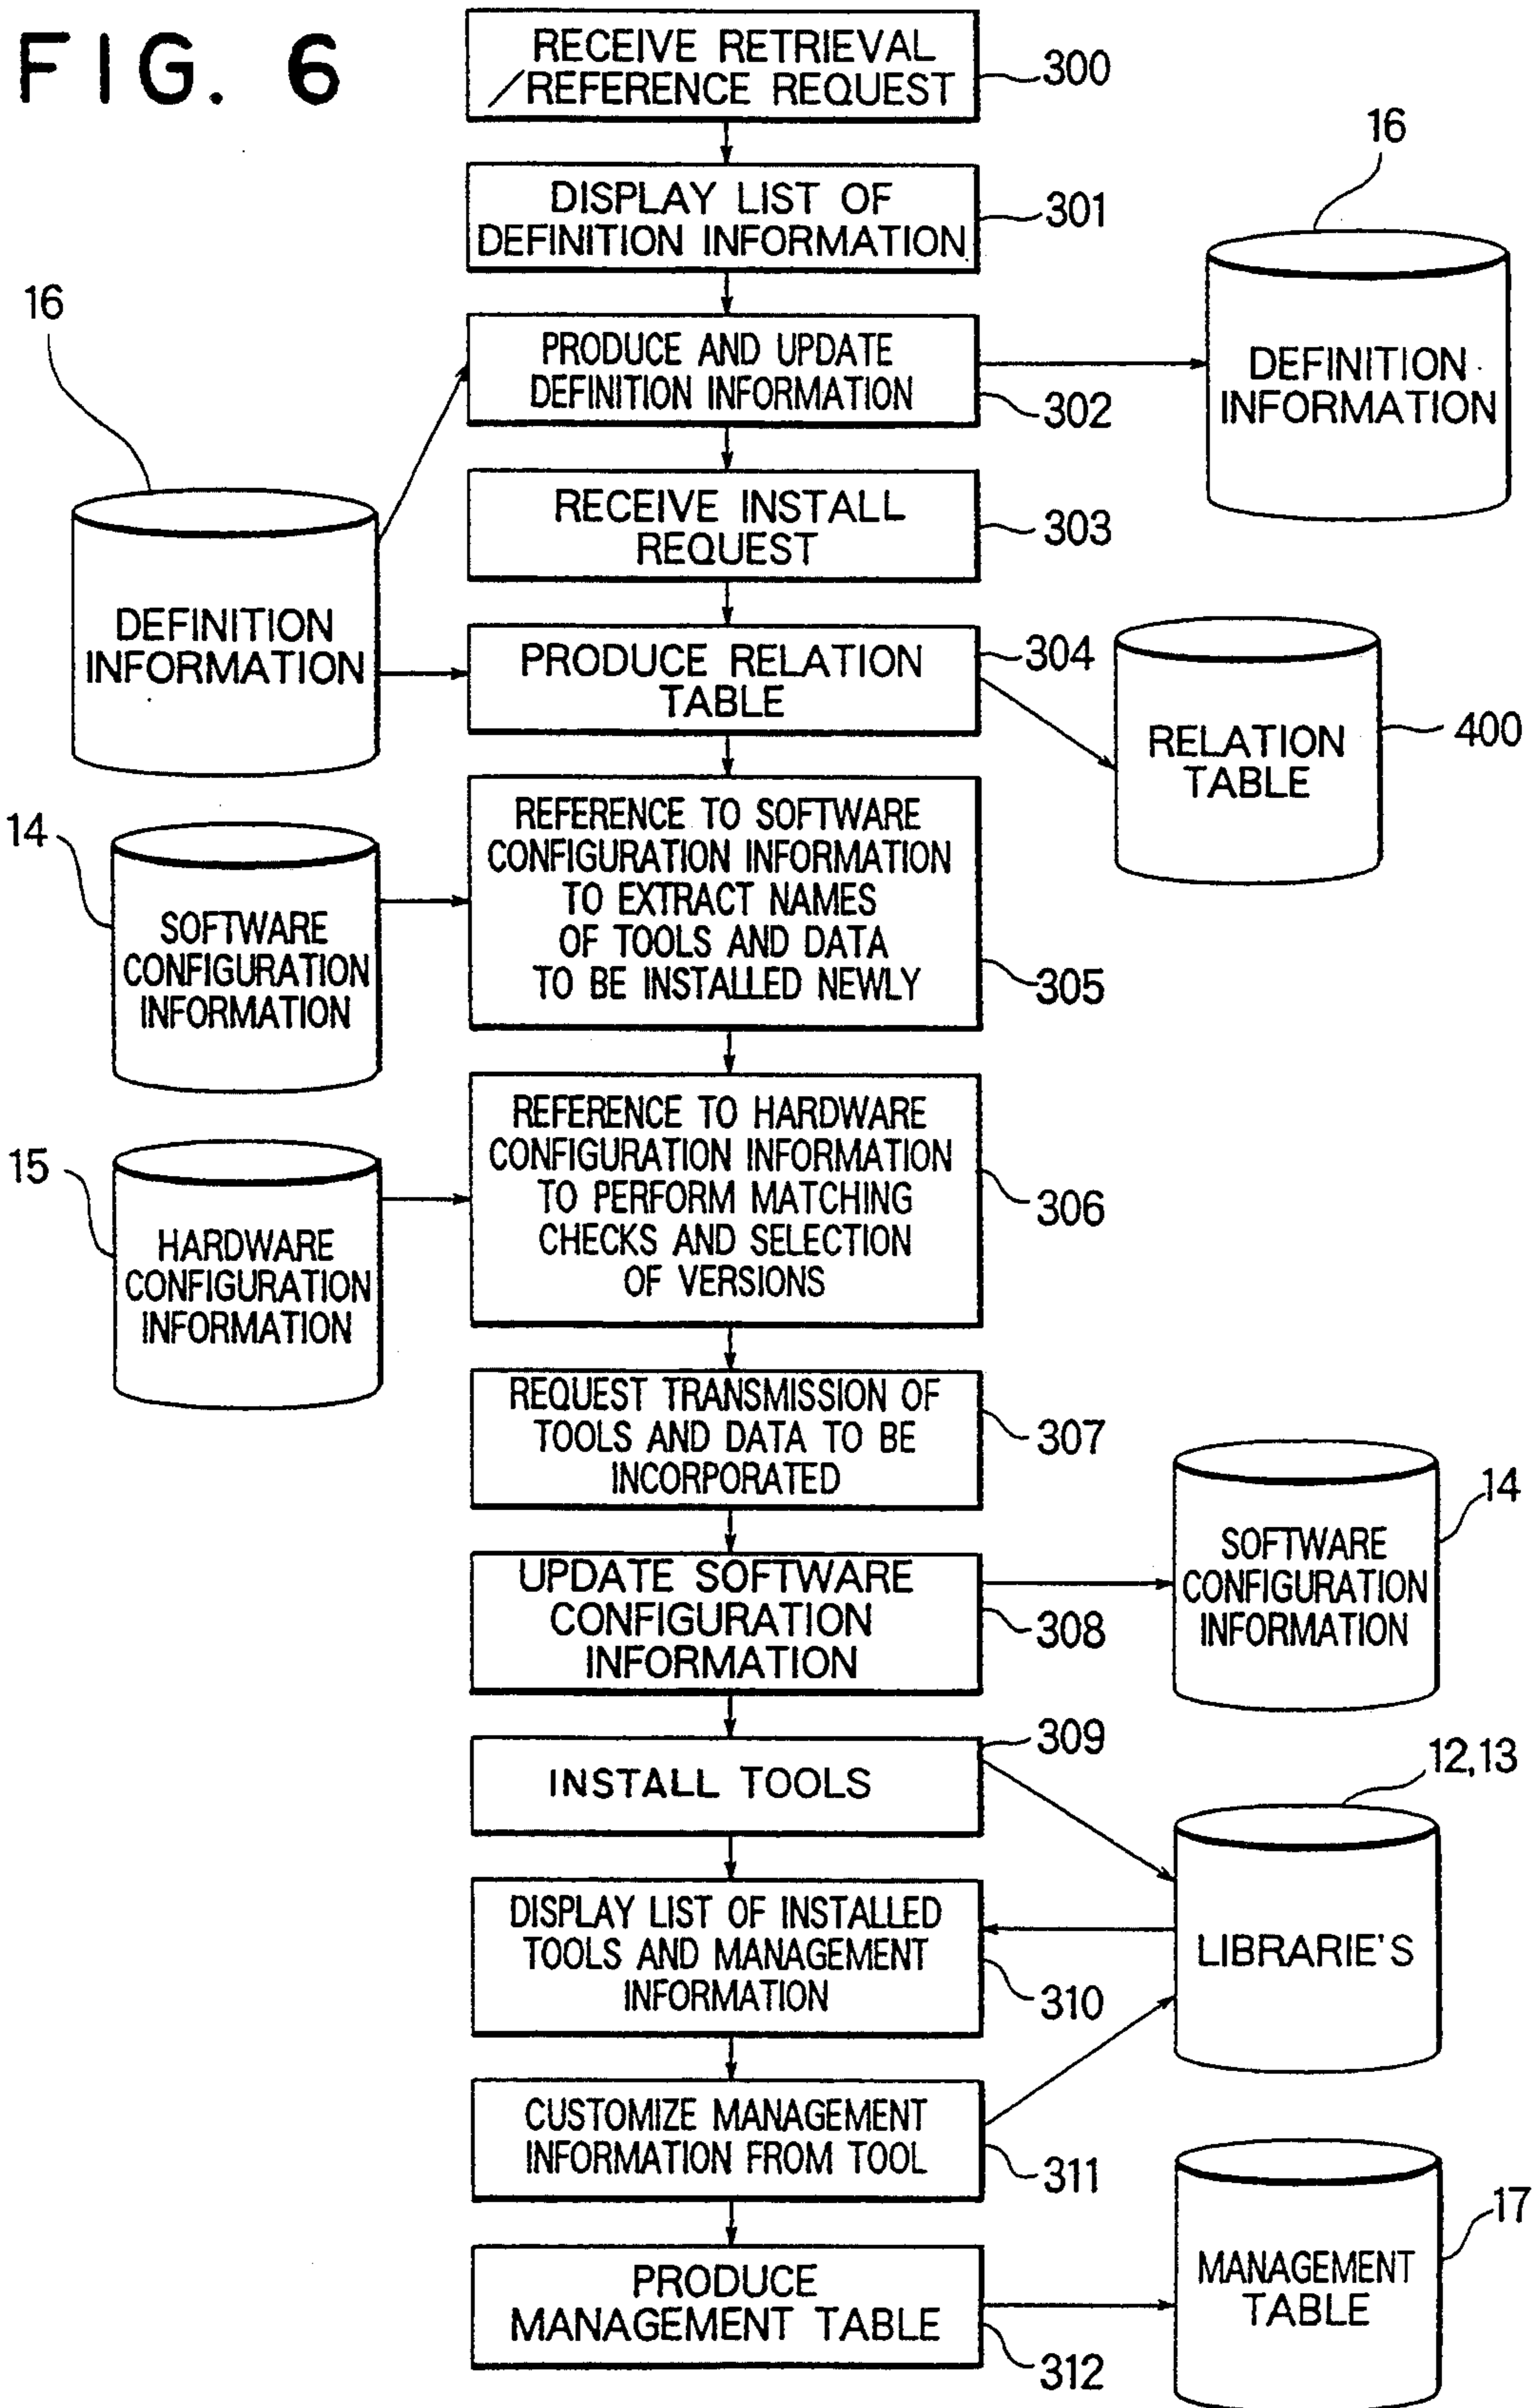 FIG. 6
RECEIVE RETRIEVAL
/REFERENCE REQUEST
300
DISPLAY LIST OF
DEFINITION INFORMATION
301
16
DEFINITION
INFORMATION
16
PRODUCE AND UPDATE
DEFINITION INFORMATION
302
RECEIVE INSTALL
REQUEST
303
DEFINITION
INFORMATION
PRODUCE RELATION
TABLE
304
RELATION
TABLE
400
14
SOFTWARE
CONFIGURATION
INFORMATION
REFERENCE TO SOFTWARE
CONFIGURATION INFORMATION
TO EXTRACT NAMES
OF TOOLS AND DATA
TO BE INSTALLED NEWLY
305
15
HARDWARE
CONFIGURATION
INFORMATION
REFERENCE TO HARDWARE
CONFIGURATION INFORMATION
TO PERFORM MATCHING
CHECKS AND SELECTION
OF VERSIONS
306
REQUEST TRANSMISSION OF
TOOLS AND DATA TO BE
INCORPORATED
307
UPDATE SOFTWARE
CONFIGURATION
INFORMATION
308
14
SOFTWARE
CONFIGURATION
INFORMATION
INSTALL TOOLS
309
12,13
LIBRARIE'S
DISPLAY LIST OF INSTALLED
TOOLS AND MANAGEMENT
INFORMATION
310
CUSTOMIZE MANAGEMENT
INFORMATION FROM TOOL
311
PRODUCE
MANAGEMENT TABLE
312
17
MANAGEMENT
TABLE